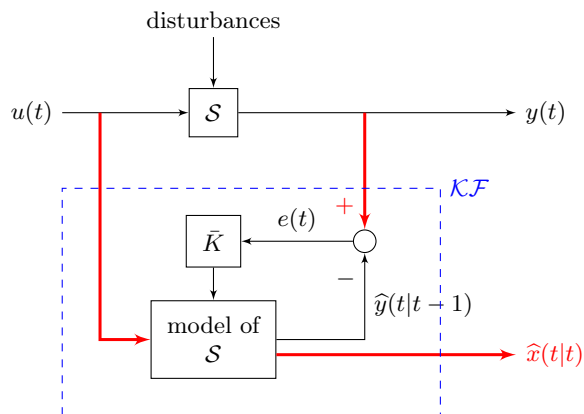 disturbances
u(t)
𝒮
y(t)
𝒦ℱ
+
e(t)
K̄
−
ŷ(t|t − 1)
model of
𝒮
x̂(t|t)